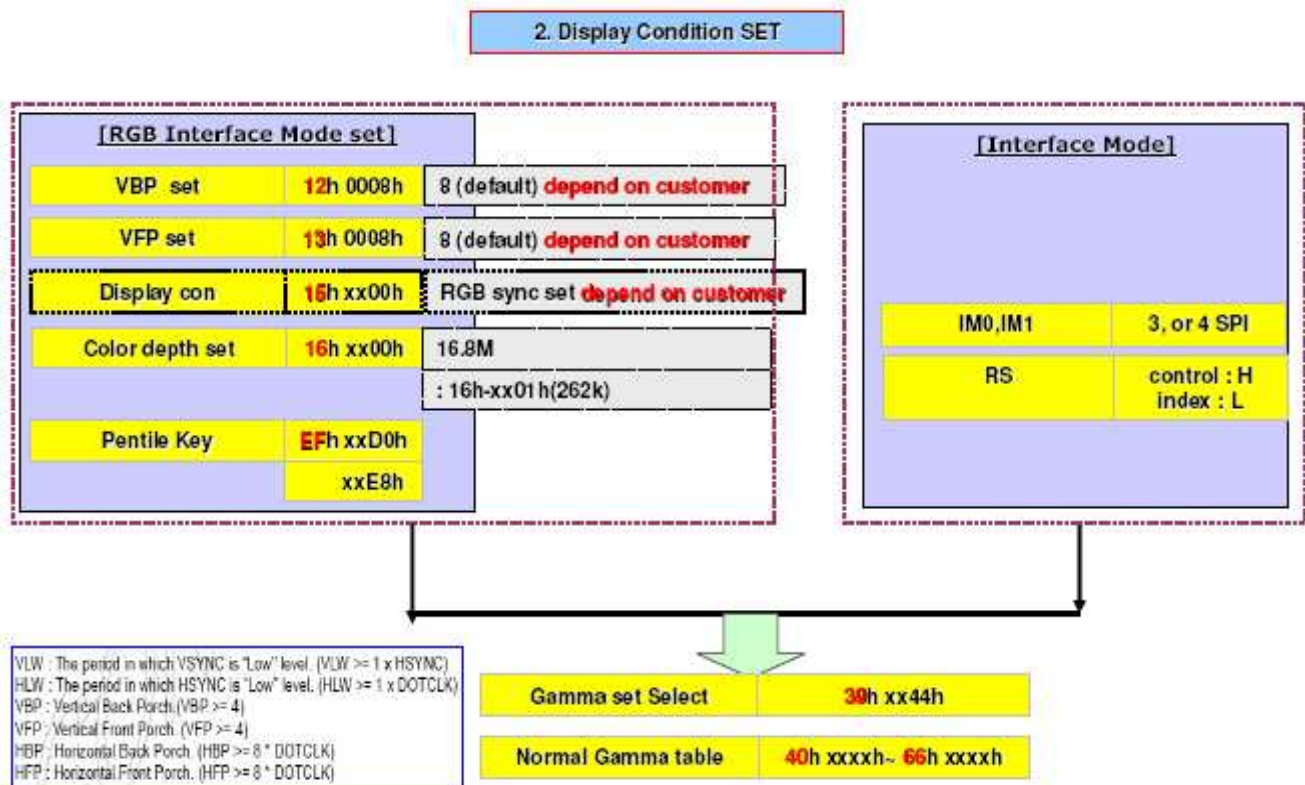 2. Display Condition SET
[RGB Interface Mode set]
VBP set 12h 0008h 8 (default) depend on customer
VFP set 13h 0008h 8 (default) depend on customer
Display con 15h xx00h RGB sync set depend on customer
Color depth set 16h xx00h 16.8M
: 16h-xx01h(262k)
Pentile Key EFh xxD0h
xxE8h
[Interface Mode]
IM0,IM1 3, or 4 SPI
RS control : H
index : L
VLW : The period in which VSYNC is "Low" level. (VLW >= 1 x HSYNC)
HLW : The period in which HSYNC is "Low" level. (HLW >= 1 x DOTCLK)
VBP : Vertical Back Porch.(VBP >= 4)
VFP : Vertical Front Porch. (VFP >= 4)
HBP : Horizontal Back Porch. (HBP >= 8 * DOTCLK)
HFP : Horizontal Front Porch. (HFP >= 8 * DOTCLK)
Gamma set Select 39h xx44h
Normal Gamma table 40h xxxxh~ 66h xxxxh